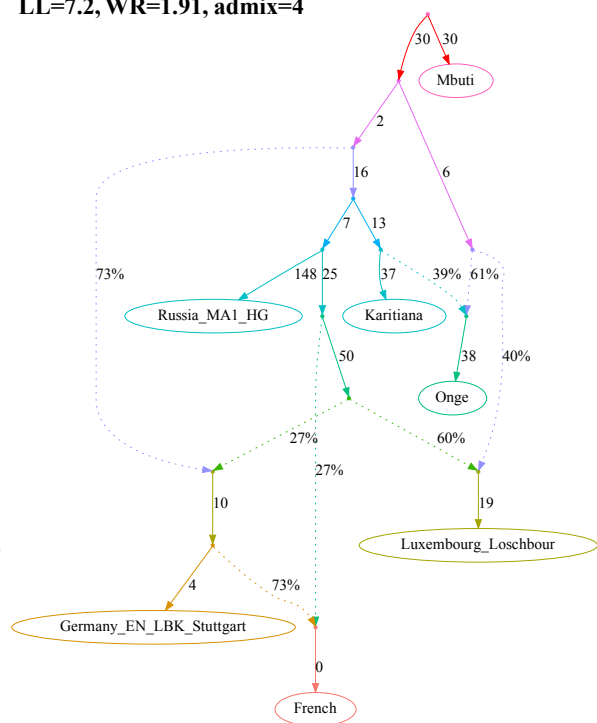 LL=7.2, WR=1.91, admix=4
30 30
Mbuti
2
16 6
7 13
73% 148 25 37 39% 61%
Russia_MA1_HG Karitiana
50 38 40%
Onge
27% 60%
27%
10 19
Luxembourg_Loschbour
4 73%
Germany_EN_LBK_Stuttgart
0
French